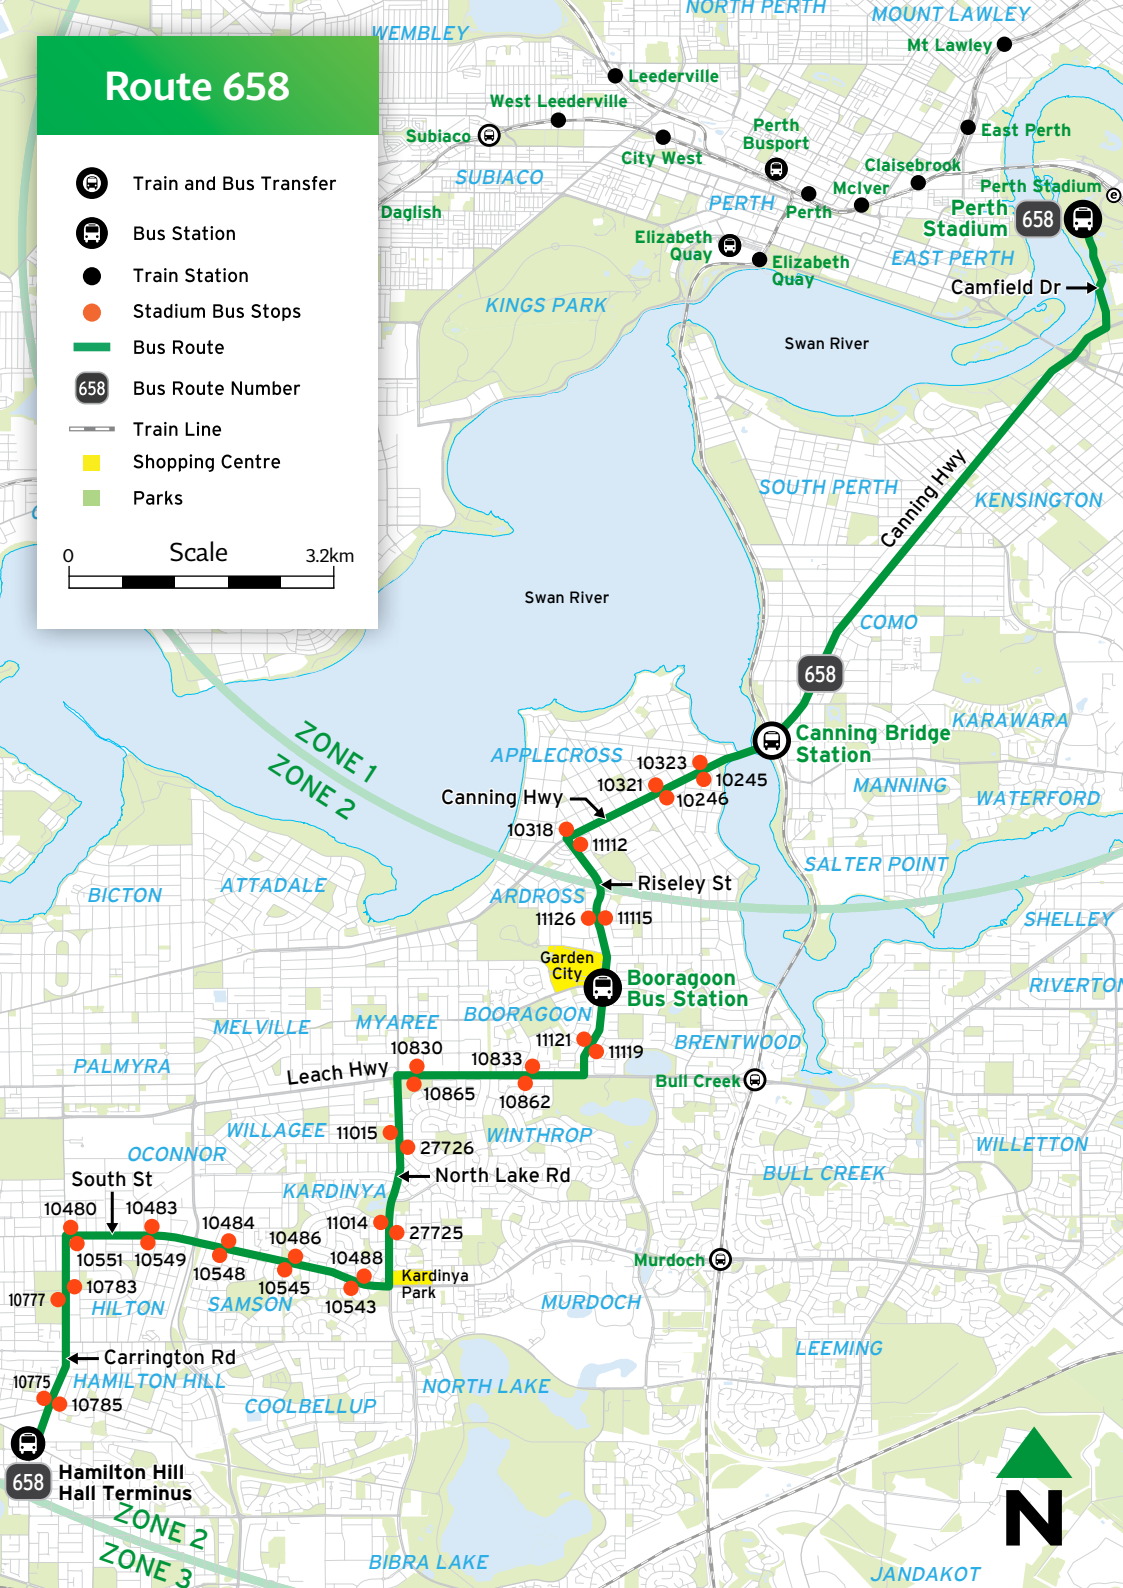 NORTH PERTH
MOUNT LAWLEY
WEMBLEY
Mt Lawley
Route 658
Leederville
West Leederville
Subiaco
City West
Perth
Busport
East Perth
Claisebrook
SUBIACO
Train and Bus Transfer
McIver
Perth Stadium
e
PERTH
Perth
Daglish
Perth
Stadium
658
Bus Station
Elizabeth
Quay
Elizabeth
Quay
EAST PERTH
Train Station
Camfield Dr
KINGS PARK
Stadium Bus Stops
Swan River
Bus Route
658
Bus Route Number
Train Line
Shopping Centre
Parks
SOUTH PERTH
Canning Hwy
KENSINGTON
0
Scale
3.2km
Swan River
COMO
658
KARAWARA
ZONE 1
ZONE 2
Canning Bridge
Station
APPLECROSS
10323
10321
10245
10246
MANNING
WATERFORD
Canning Hwy
10318
11112
SALTER POINT
Riseley St
ATTADALE
BICTON
ARDROSS
11126
11115
SHELLEY
Garden
City
Booragoon
Bus Station
RIVERTON
BOORAGOON
MELVILLE
MYAREE
11121
11119
BRENTWOOD
10830
10833
PALMYRA
Leach Hwy
Bull Creek
10865
10862
WILLAGEE
11015
WINTHROP
27726
WILLETTON
OCONNOR
BULL CREEK
South St
North Lake Rd
KARDINYA
10480
10483
10484
11014
27725
10486
10551
10549
10488
Murdoch
10548
10545
10543
Kardinya
Park
10783
10777
HILTON
SAMSON
MURDOCH
LEEMING
Carrington Rd
10775
HAMILTON HILL
NORTH LAKE
10785
COOLBELLUP
658
Hamilton Hill
Hall Terminus
N
ZONE 2
ZONE 3
BIBRA LAKE
JANDAKOT